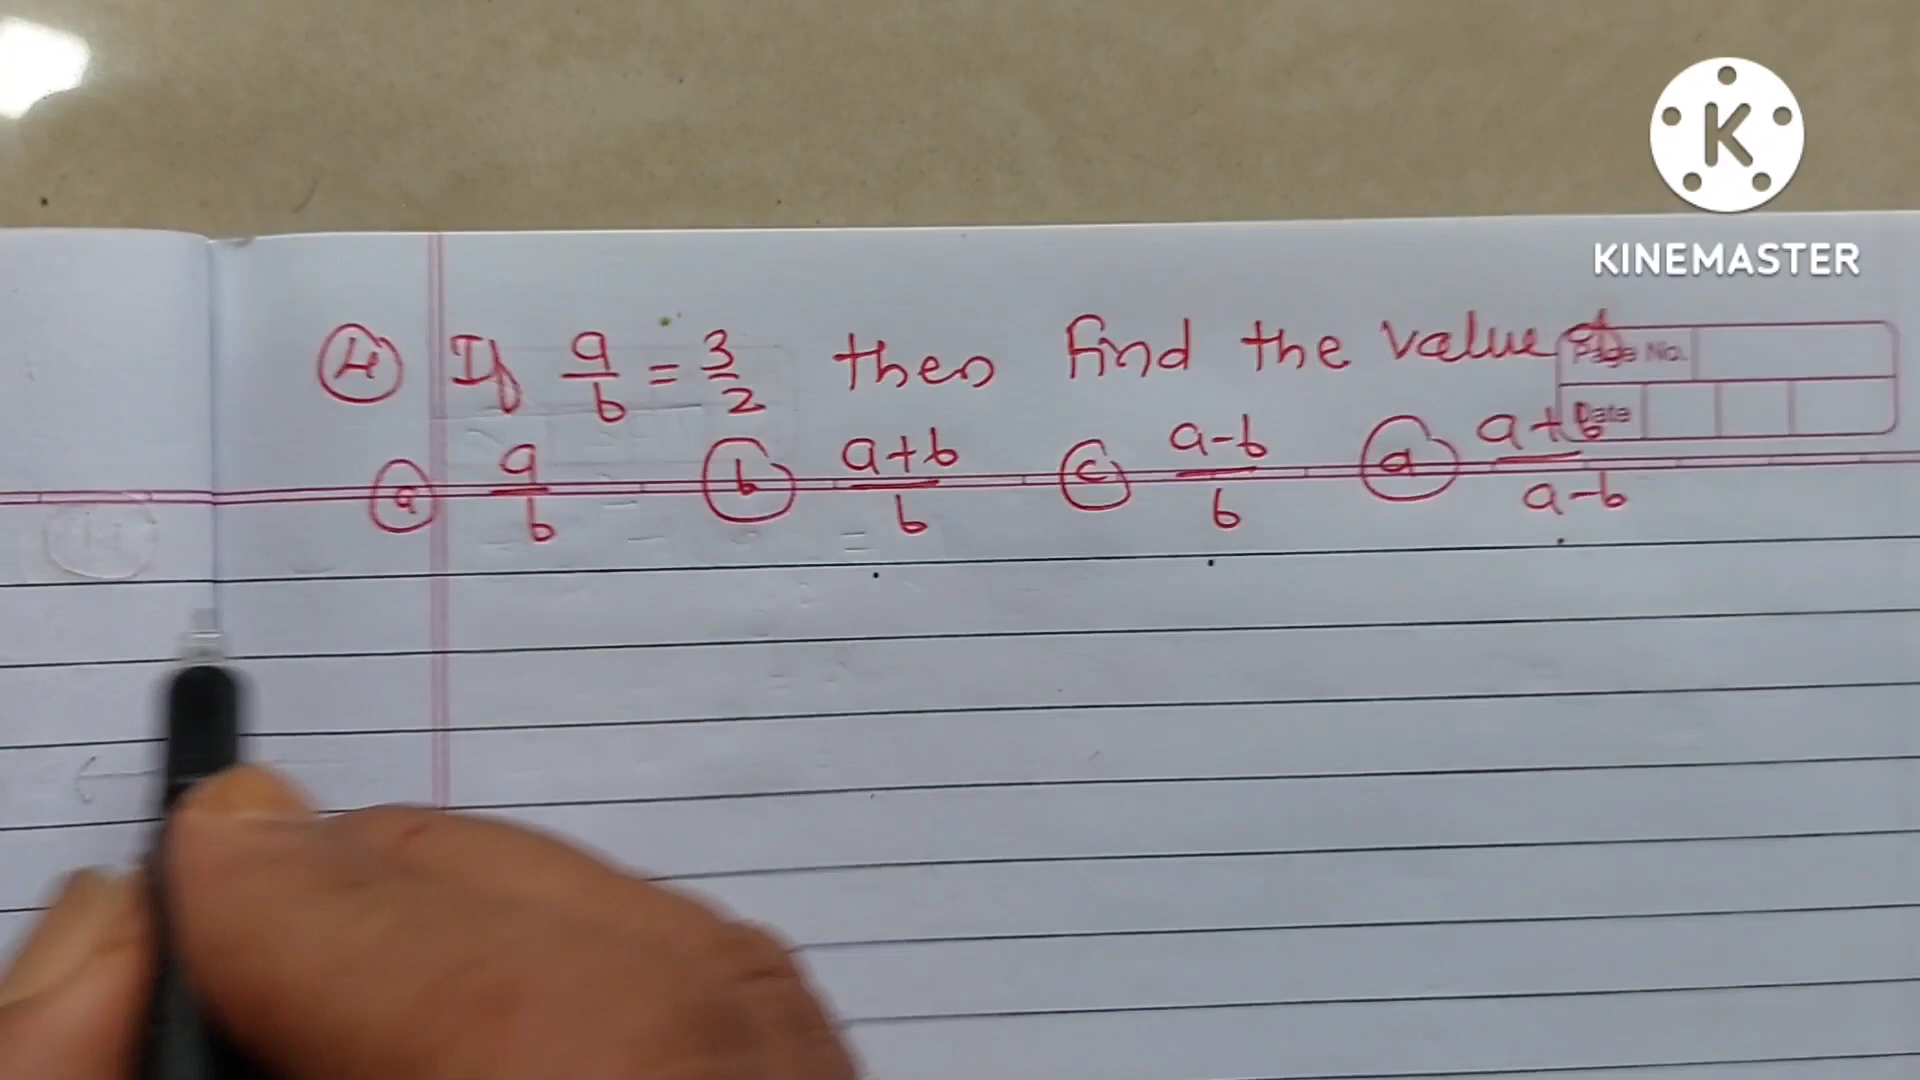 K
KINEMASTER
4 If a/b = 3/2 then find the value of
Page No.
Date
a a/b b a+b/b c a-b/b d a+b/a-b